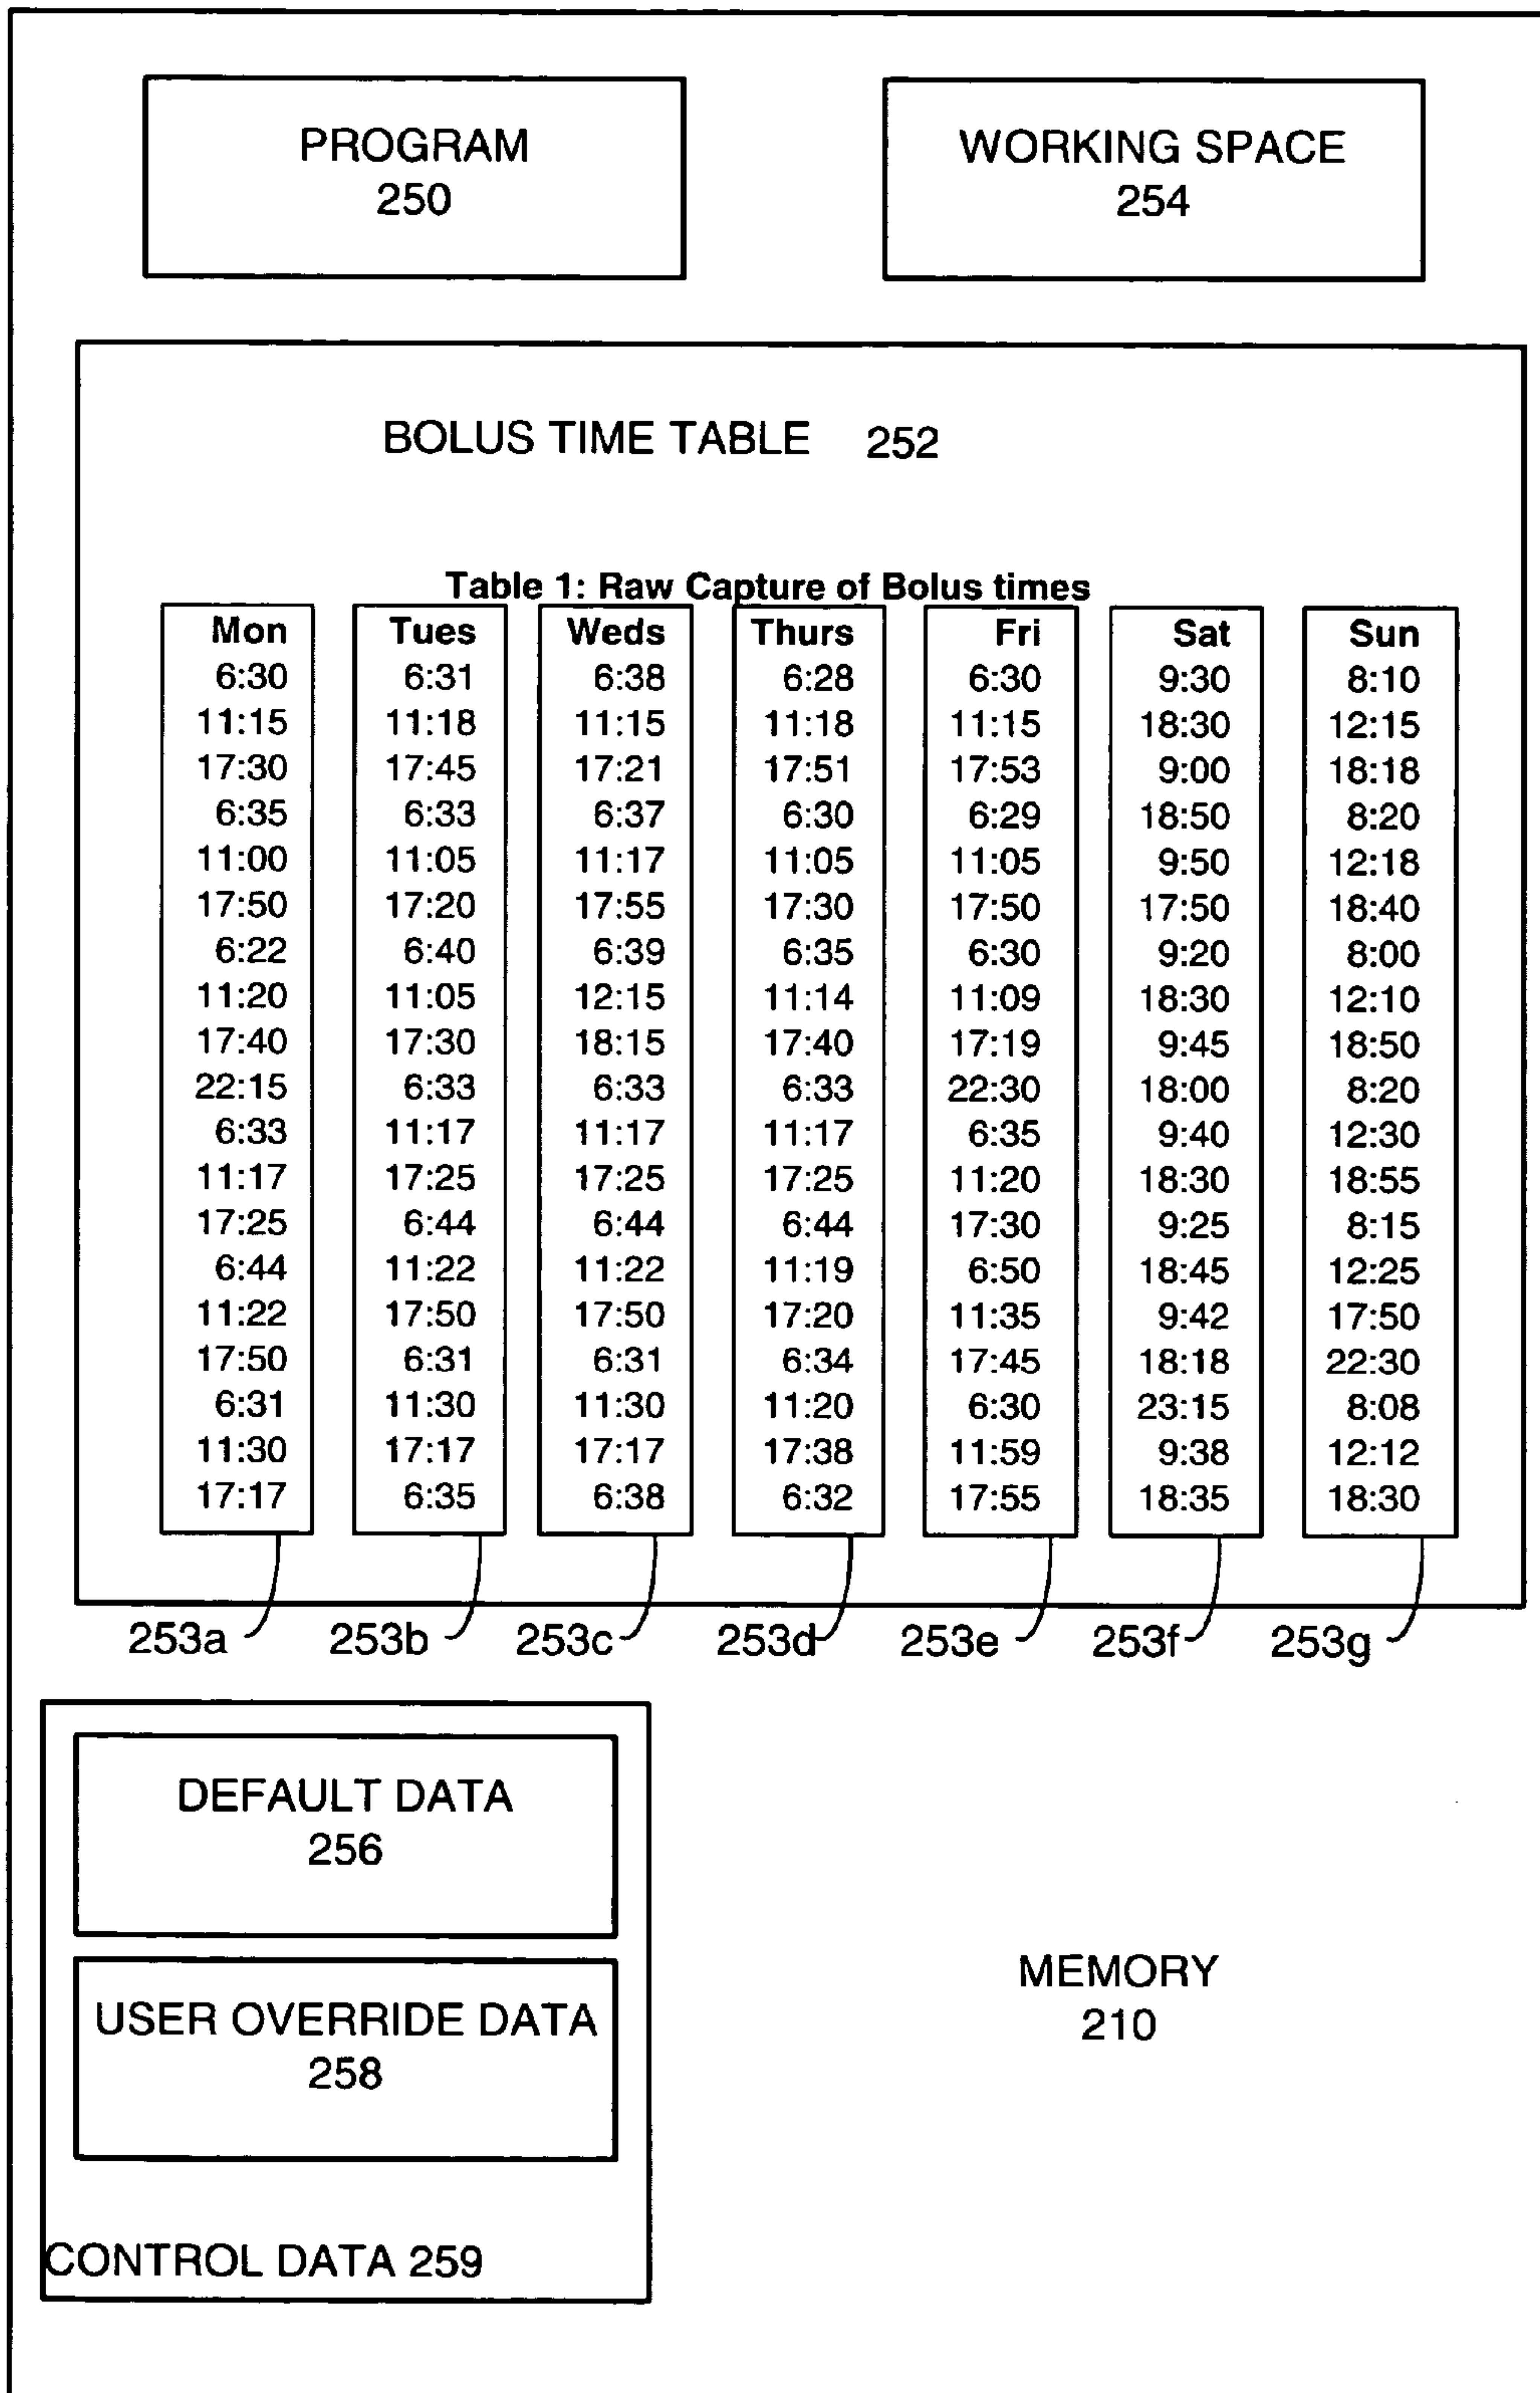 PROGRAM
250
WORKING SPACE
254
BOLUS TIME TABLE 252
Table 1: Raw Capture of Bolus times
Mon Tues Weds Thurs Fri Sat Sun
6:30 6:31 6:38 6:28 6:30 9:30 8:10
11:15 11:18 11:15 11:18 11:15 18:30 12:15
17:30 17:45 17:21 17:51 17:53 9:00 18:18
6:35 6:33 6:37 6:30 6:29 18:50 8:20
11:00 11:05 11:17 11:05 11:05 9:50 12:18
17:50 17:20 17:55 17:30 17:50 17:50 18:40
6:22 6:40 6:39 6:35 6:30 9:20 8:00
11:20 11:05 12:15 11:14 11:09 18:30 12:10
17:40 17:30 18:15 17:40 17:19 9:45 18:50
22:15 6:33 6:33 6:33 22:30 18:00 8:20
6:33 11:17 11:17 11:17 6:35 9:40 12:30
11:17 17:25 17:25 17:25 11:20 18:30 18:55
17:25 6:44 6:44 6:44 17:30 9:25 8:15
6:44 11:22 11:22 11:19 6:50 18:45 12:25
11:22 17:50 17:50 17:20 11:35 9:42 17:50
17:50 6:31 6:31 6:34 17:45 18:18 22:30
6:31 11:30 11:30 11:20 6:30 23:15 8:08
11:30 17:17 17:17 17:38 11:59 9:38 12:12
17:17 6:35 6:38 6:32 17:55 18:35 18:30
253a 253b 253c 253d 253e 253f 253g
DEFAULT DATA
256
USER OVERRIDE DATA
258
CONTROL DATA 259
MEMORY
210